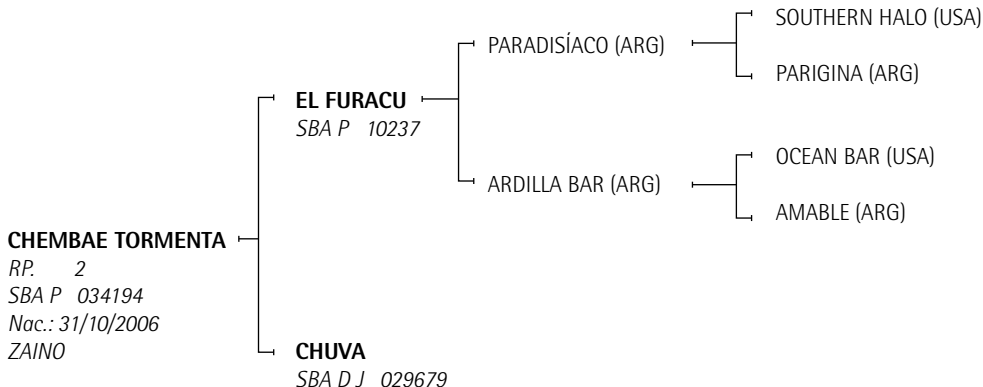 SOUTHERN HALO (USA)
PARADISÍACO (ARG)
PARIGINA (ARG)
EL FURACU
SBA P 10237
OCEAN BAR (USA)
ARDILLA BAR (ARG)
AMABLE (ARG)
CHEMBAE TORMENTA
RP. 2
SBA P 034194
Nac.: 31/10/2006
ZAINO
CHUVA
SBA D J 029679